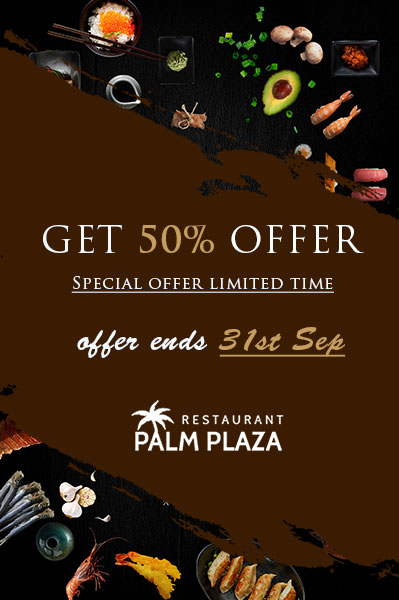 GET 50% OFFER
SPECIAL OFFER LIMITED TIME
offer ends 31st Sep
RESTAURANT
PALM PLAZA